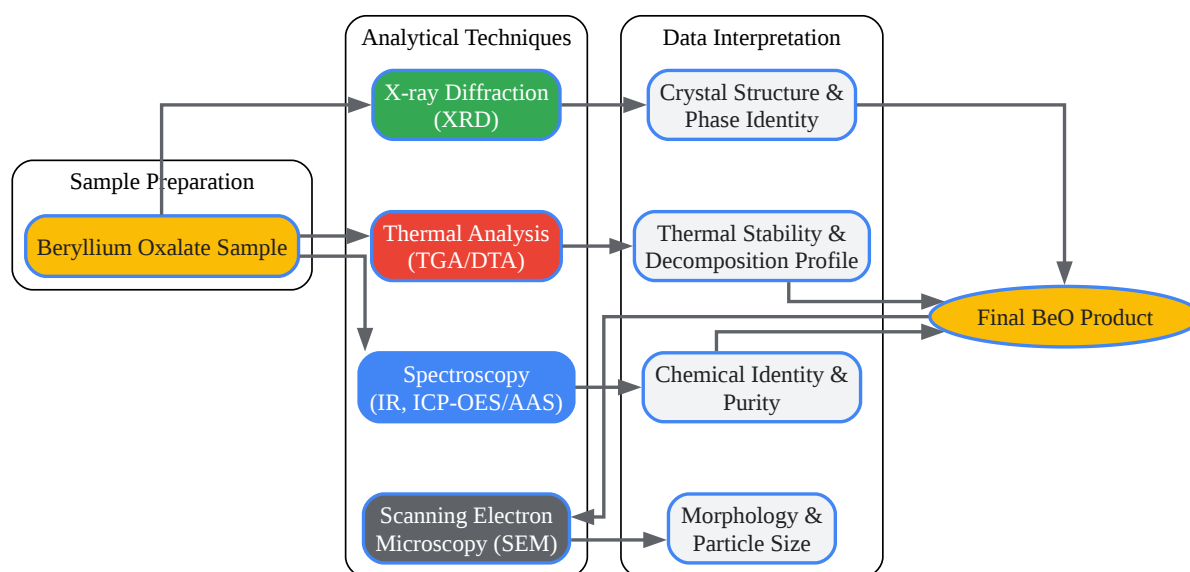 Analytical Techniques
Data Interpretation
X-ray Diffraction
(XRD)
Crystal Structure &
Phase Identity
Sample Preparation
Beryllium Oxalate Sample
Thermal Analysis
(TGA/DTA)
Thermal Stability &
Decomposition Profile
Final BeO Product
Spectroscopy
(IR, ICP-OES/AAS)
Chemical Identity &
Purity
Scanning Electron
Microscopy (SEM)
Morphology &
Particle Size